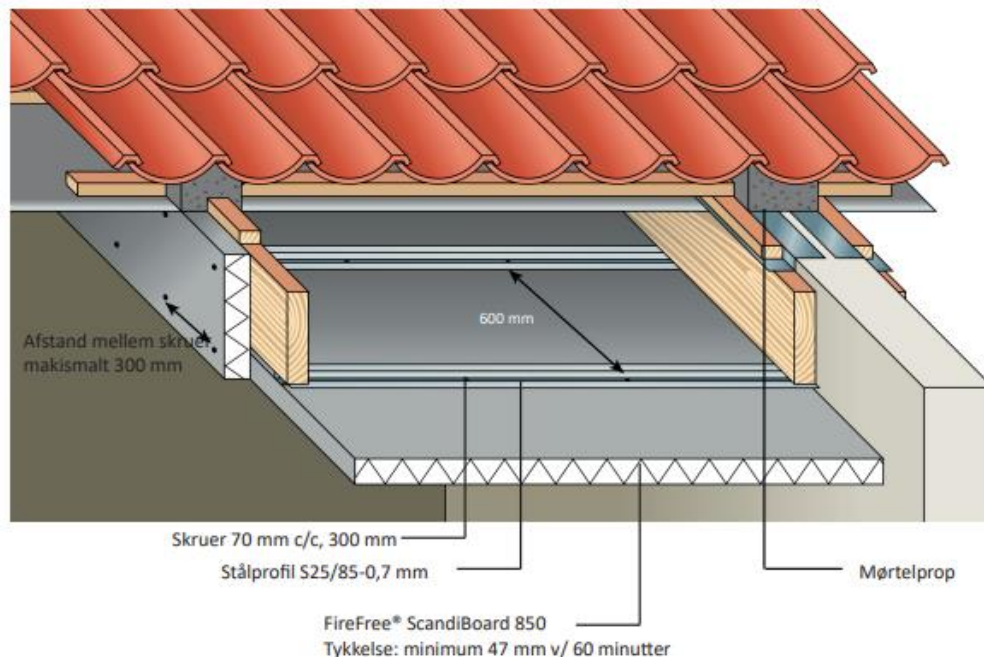 600 mm
Afstand mellem skruer
makismalt 300 mm
Skruer 70 mm c/c, 300 mm
Stålprofil S25/85-0,7 mm
Mørtelprop
FireFree® ScandiBoard 850
Tykkelse: minimum 47 mm v/ 60 minutter